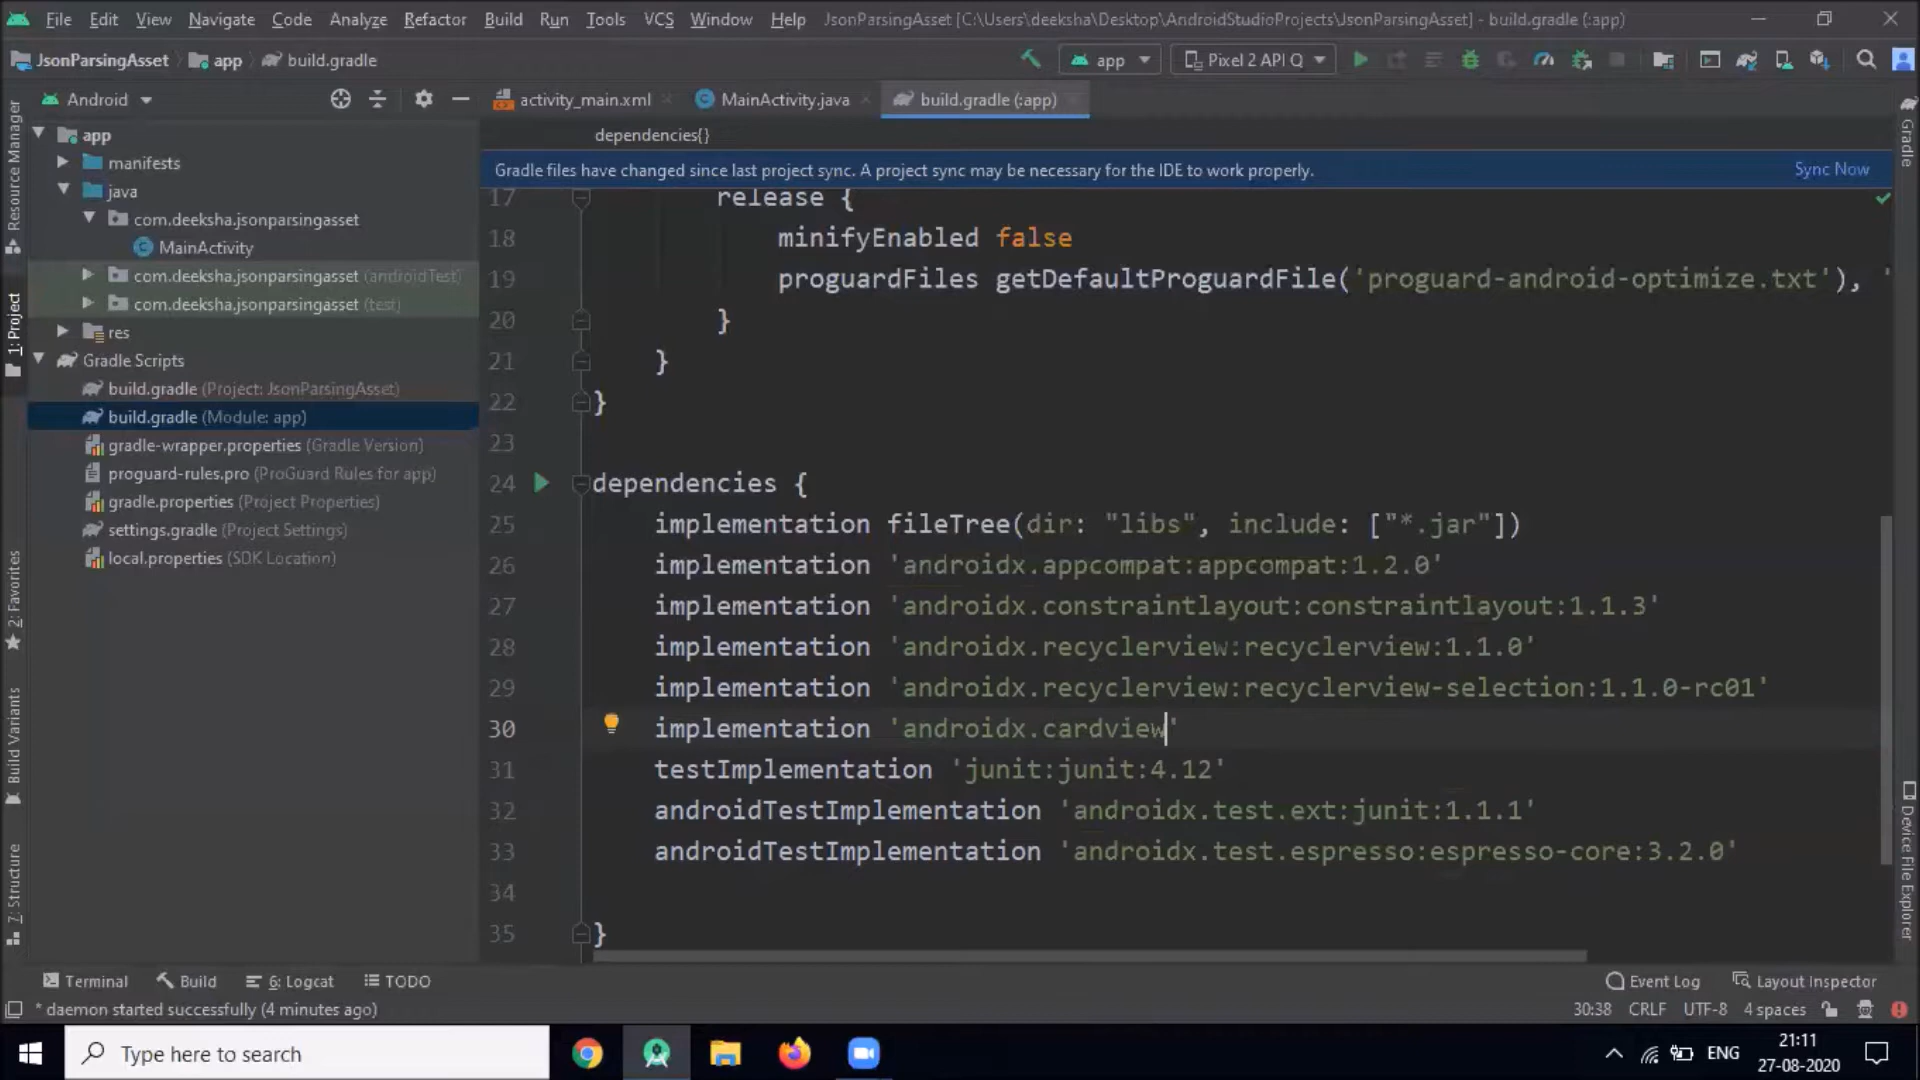 File Edit View Navigate Code Analyze Refactor Build Run Tools VCS Window Help JsonParsingAsset [C:\Users\deeksha\Desktop\AndroidStudioProjects\JsonParsingAsset] - build.gradle (:app)
JsonParsingAsset app build.gradle app Pixel 2 API Q
Android activity_main.xml MainActivity.java build.gradle (:app)
dependencies{}
Gradle files have changed since last project sync. A project sync may be necessary for the IDE to work properly. Sync Now
app
manifests
java
com.deeksha.jsonparsingasset
MainActivity
com.deeksha.jsonparsingasset (androidTest)
com.deeksha.jsonparsingasset (test)
res
Gradle Scripts
build.gradle (Project: JsonParsingAsset)
build.gradle (Module: app)
gradle-wrapper.properties (Gradle Version)
proguard-rules.pro (ProGuard Rules for app)
gradle.properties (Project Properties)
settings.gradle (Project Settings)
local.properties (SDK Location)
17 release {
18 minifyEnabled false
19 proguardFiles getDefaultProguardFile('proguard-android-optimize.txt'), '
20 }
21 }
22 }
23
24 dependencies {
25 implementation fileTree(dir: "libs", include: ["*.jar"])
26 implementation 'androidx.appcompat:appcompat:1.2.0'
27 implementation 'androidx.constraintlayout:constraintlayout:1.1.3'
28 implementation 'androidx.recyclerview:recyclerview:1.1.0'
29 implementation 'androidx.recyclerview:recyclerview-selection:1.1.0-rc01'
30 implementation 'androidx.cardview'
31 testImplementation 'junit:junit:4.12'
32 androidTestImplementation 'androidx.test.ext:junit:1.1.1'
33 androidTestImplementation 'androidx.test.espresso:espresso-core:3.2.0'
34
35 }
Resource Manager
1: Project
2: Favorites
Build Variants
7: Structure
Gradle
Device File Explorer
Terminal Build 6: Logcat TODO Event Log Layout Inspector
* daemon started successfully (4 minutes ago) 30:38 CRLF UTF-8 4 spaces
Type here to search ENG 21:11
27-08-2020